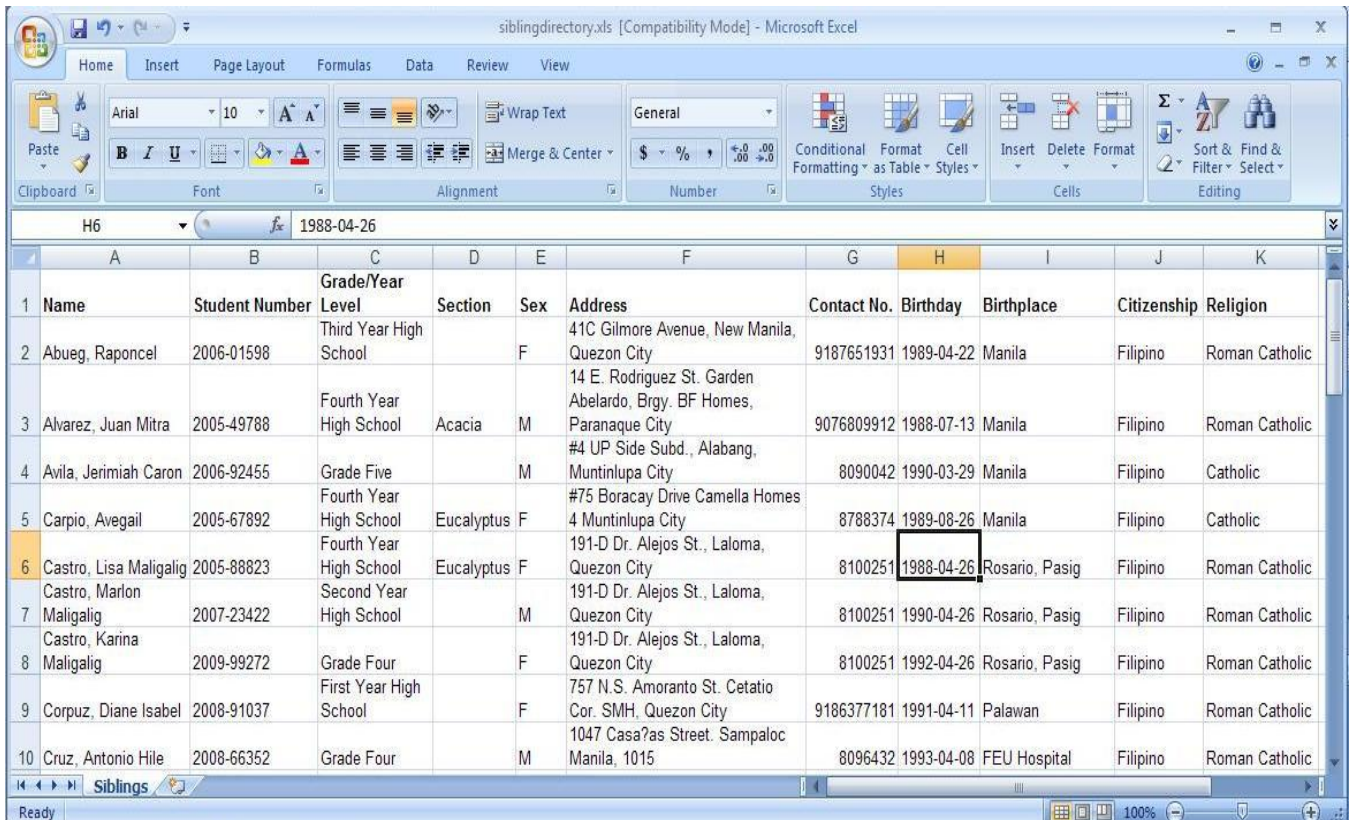 siblingdirectory.xls [Compatibility Mode] - Microsoft Excel
Home Insert Page Layout Formulas Data Review View
Paste
Clipboard
Arial 10
B I U
Font
Wrap Text
Merge & Center
Alignment
General
$ % ,
Number
Conditional Formatting
Format as Table
Cell Styles
Styles
Insert Delete Format
Cells
Sort & Filter
Find & Select
Editing
H6 fx 1988-04-26
A B C D E F G H I J K
1 Name Student Number Grade/Year Level Section Sex Address Contact No. Birthday Birthplace Citizenship Religion
2 Abueg, Raponcel 2006-01598 Third Year High School F 41C Gilmore Avenue, New Manila, Quezon City 9187651931 1989-04-22 Manila Filipino Roman Catholic
3 Alvarez, Juan Mitra 2005-49788 Fourth Year High School Acacia M 14 E. Rodriguez St. Garden Abelardo, Brgy. BF Homes, Paranaque City 9076809912 1988-07-13 Manila Filipino Roman Catholic
4 Avila, Jerimiah Caron 2006-92455 Grade Five M #4 UP Side Subd., Alabang, Muntinlupa City 8090042 1990-03-29 Manila Filipino Catholic
5 Carpio, Avegail 2005-67892 Fourth Year High School Eucalyptus F #75 Boracay Drive Camella Homes 4 Muntinlupa City 8788374 1989-08-26 Manila Filipino Catholic
6 Castro, Lisa Maligalig 2005-88823 Fourth Year High School Eucalyptus F 191-D Dr. Alejos St., Laloma, Quezon City 8100251 1988-04-26 Rosario, Pasig Filipino Roman Catholic
7 Castro, Marlon Maligalig 2007-23422 Second Year High School M 191-D Dr. Alejos St., Laloma, Quezon City 8100251 1990-04-26 Rosario, Pasig Filipino Roman Catholic
8 Castro, Karina Maligalig 2009-99272 Grade Four F 191-D Dr. Alejos St., Laloma, Quezon City 8100251 1992-04-26 Rosario, Pasig Filipino Roman Catholic
9 Corpuz, Diane Isabel 2008-91037 First Year High School F 757 N.S. Amoranto St. Cetatio Cor. SMH, Quezon City 9186377181 1991-04-11 Palawan Filipino Roman Catholic
10 Cruz, Antonio Hile 2008-66352 Grade Four M 1047 Casa?as Street. Sampaloc Manila, 1015 8096432 1993-04-08 FEU Hospital Filipino Roman Catholic
Siblings
Ready 100%